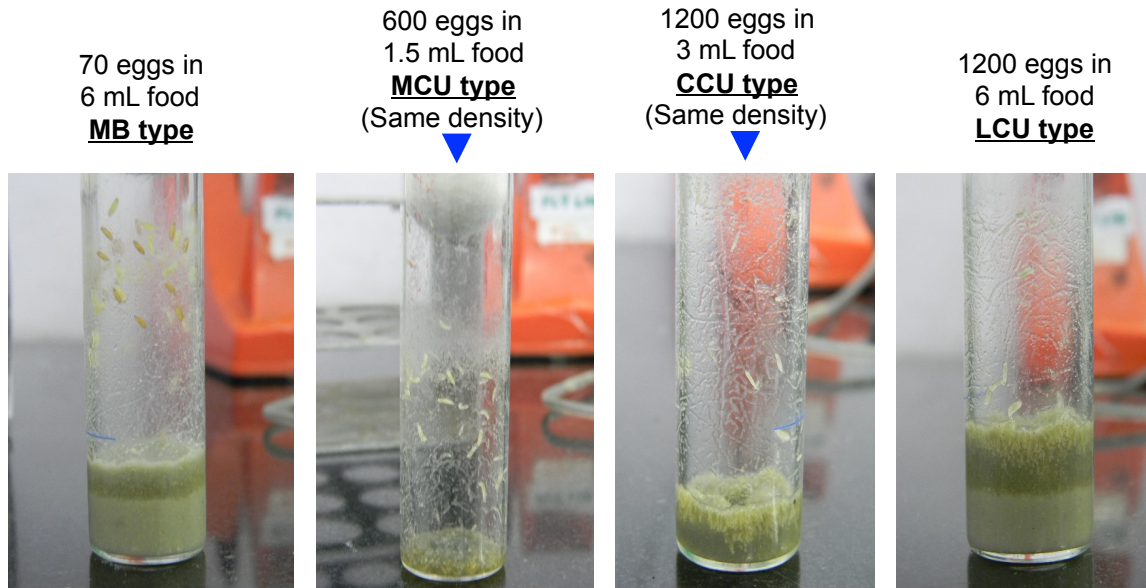 70 eggs in
6 mL food
MB type
600 eggs in
1.5 mL food
MCU type
(Same density)
1200 eggs in
3 mL food
CCU type
(Same density)
1200 eggs in
6 mL food
LCU type